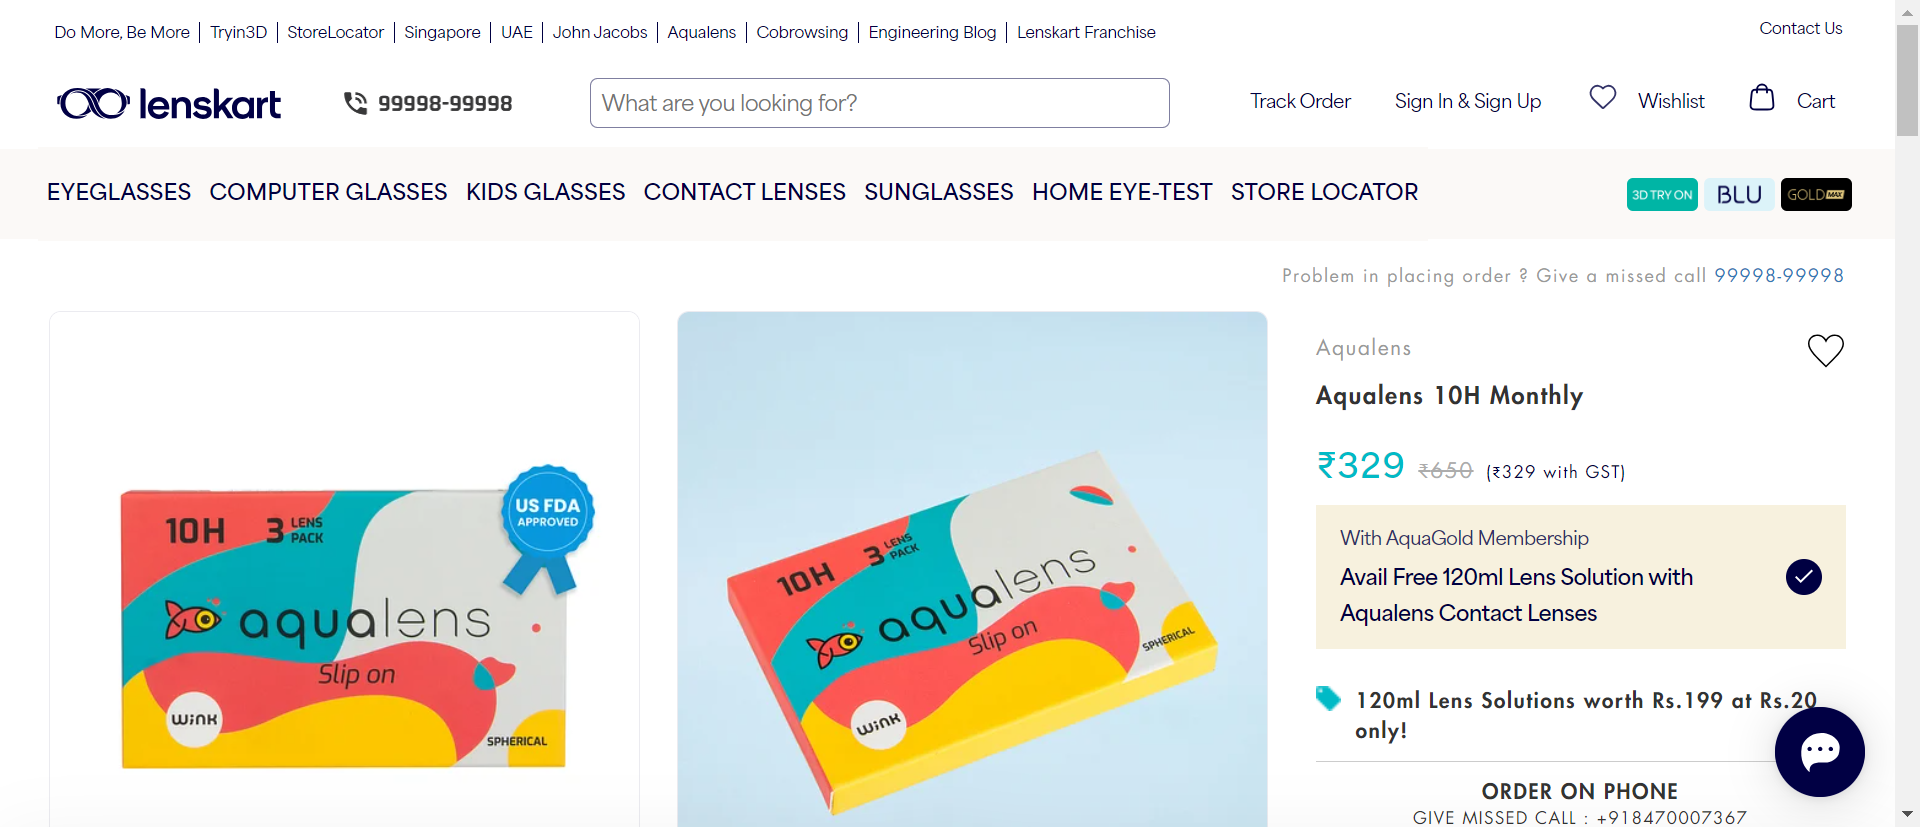 Do More, Be More
Tryin3D
StoreLocator
Singapore
UAE
John Jacobs
Aqualens
Cobrowsing
Engineering Blog
Lenskart Franchise
Contact Us
lenskart
99998-99998
What are you looking for?
Track Order
Sign In & Sign Up
Wishlist
Cart
EYEGLASSES
COMPUTER GLASSES
KIDS GLASSES
CONTACT LENSES
SUNGLASSES
HOME EYE-TEST
STORE LOCATOR
3D TRY ON
BLU
GOLD MAX
Problem in placing order ? Give a missed call 99998-99998
10H
3 LENS
PACK
US FDA
APPROVED
aqualens
Slip on
wink
SPHERICAL
10H
3 LENS
PACK
aqualens
Slip on
SPHERICAL
wink
Aqualens
Aqualens 10H Monthly
₹329 ₹650 (₹329 with GST)
With AquaGold Membership
Avail Free 120ml Lens Solution with
Aqualens Contact Lenses
120ml Lens Solutions worth Rs.199 at Rs.20
only!
ORDER ON PHONE
GIVE MISSED CALL : +918470007367